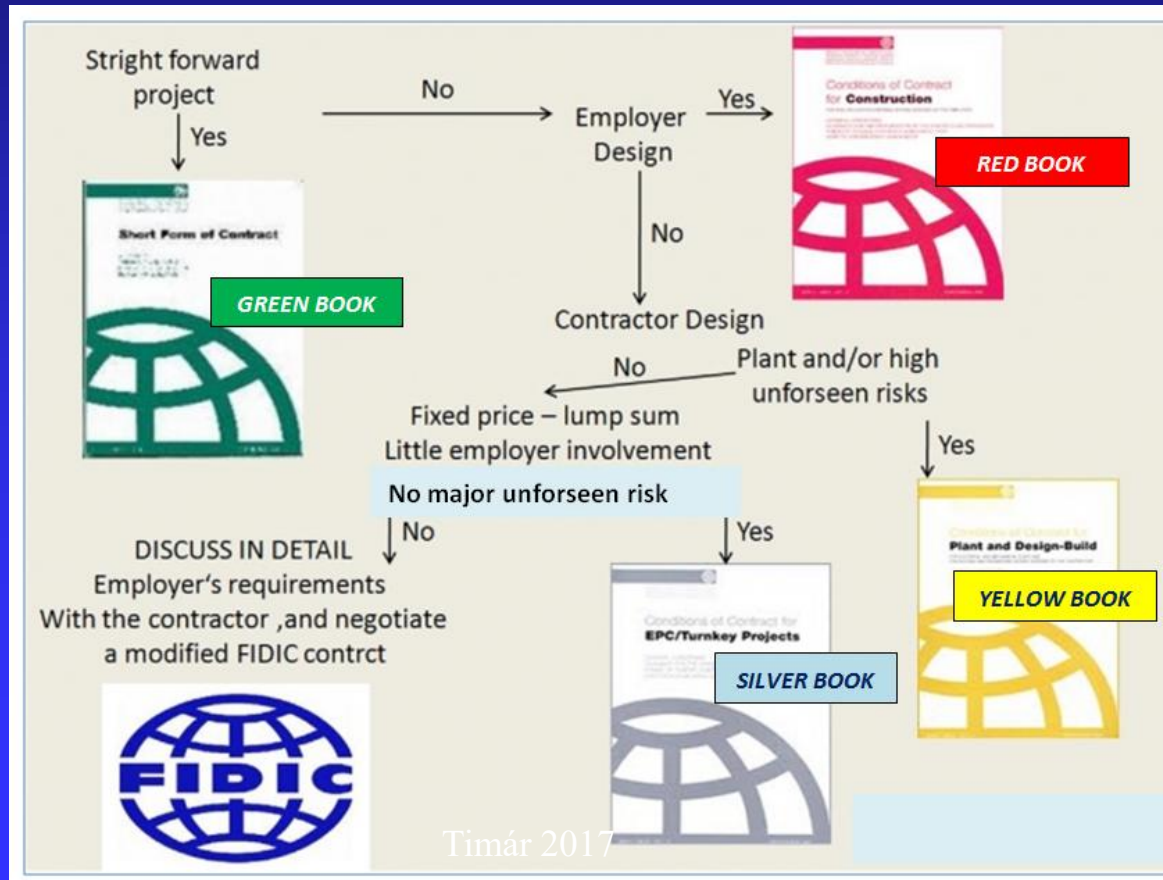 Stright forward
project
No
Yes
Employer
Design
Yes
Conditions of Contract
for Construction
RED BOOK
Short Form of Contract
GREEN BOOK
No
Contractor Design
No
Plant and/or high
unforseen risks
Fixed price – lump sum
Little employer involvement
Yes
No major unforseen risk
No
Yes
DISCUSS IN DETAIL
Employer‘s requirements
With the contractor ,and negotiate
a modified FIDIC contrct
Conditions of Contract for
Plant and Design-Build
YELLOW BOOK
Conditions of Contract for
EPC/Turnkey Projects
SILVER BOOK
FIDIC
Timár 2017